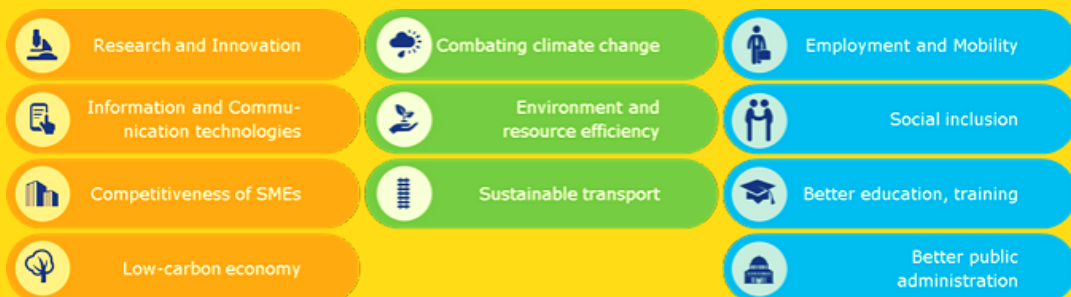 Research and Innovation
Information and Commu-
nication technologies
Competitiveness of SMEs
Low-carbon economy
Combating climate change
Environment and
resource efficiency
Sustainable transport
Employment and Mobility
Social inclusion
Better education, training
Better public
administration